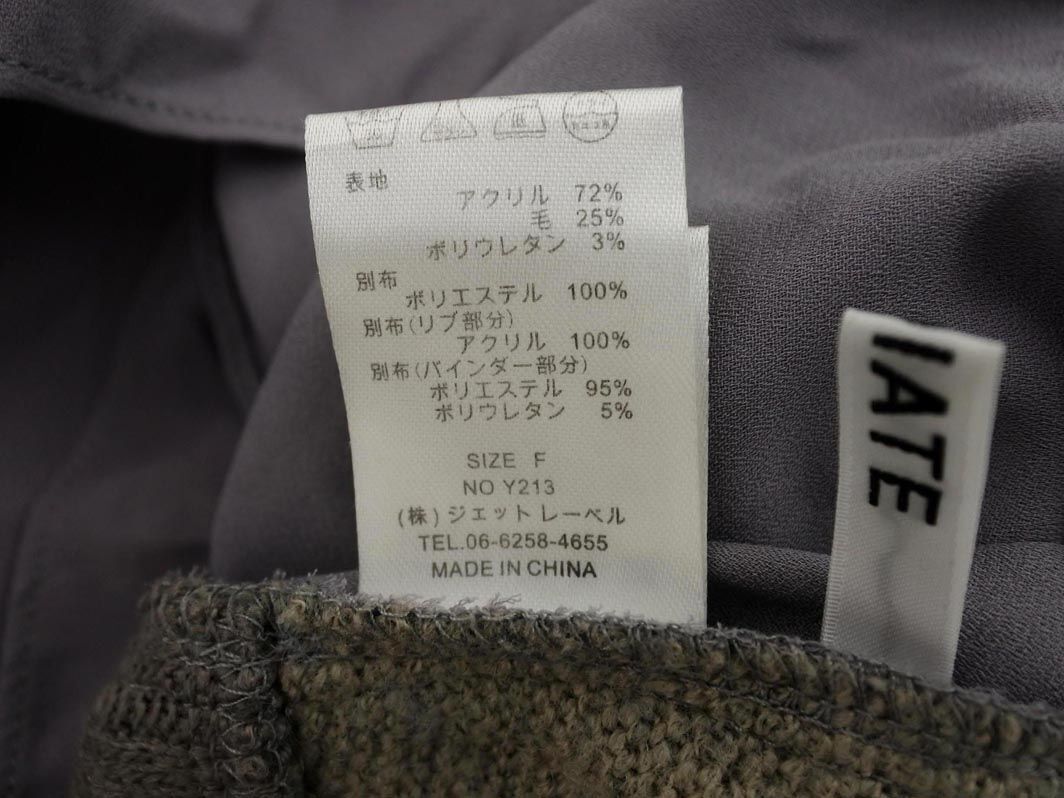 表地
アクリル 72%
毛 25%
ポリウレタン 3%
別布
ポリエステル 100%
別布(リブ部分)
アクリル 100%
別布(バインダー部分)
ポリエステル 95%
ポリウレタン 5%
SIZE F
NO Y213
(株)ジェットレーベル
TEL.06-6258-4655
MADE IN CHINA
IATE